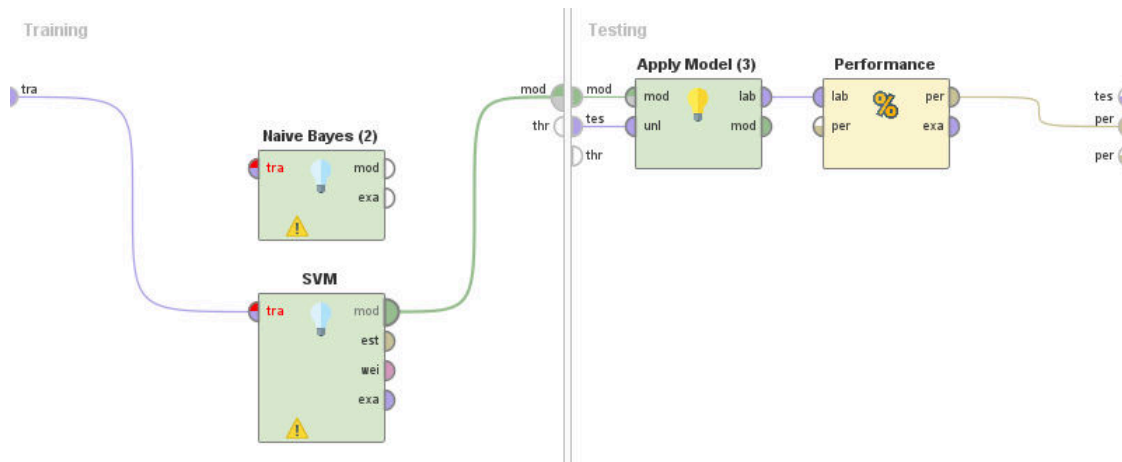 Training
tra
Naive Bayes (2)
tra
mod
exa
SVM
tra
mod
est
wei
exa
mod
thr
Testing
mod
tes
thr
Apply Model (3)
mod
lab
unl
mod
Performance
lab
per
%
per
exa
tes
per
per